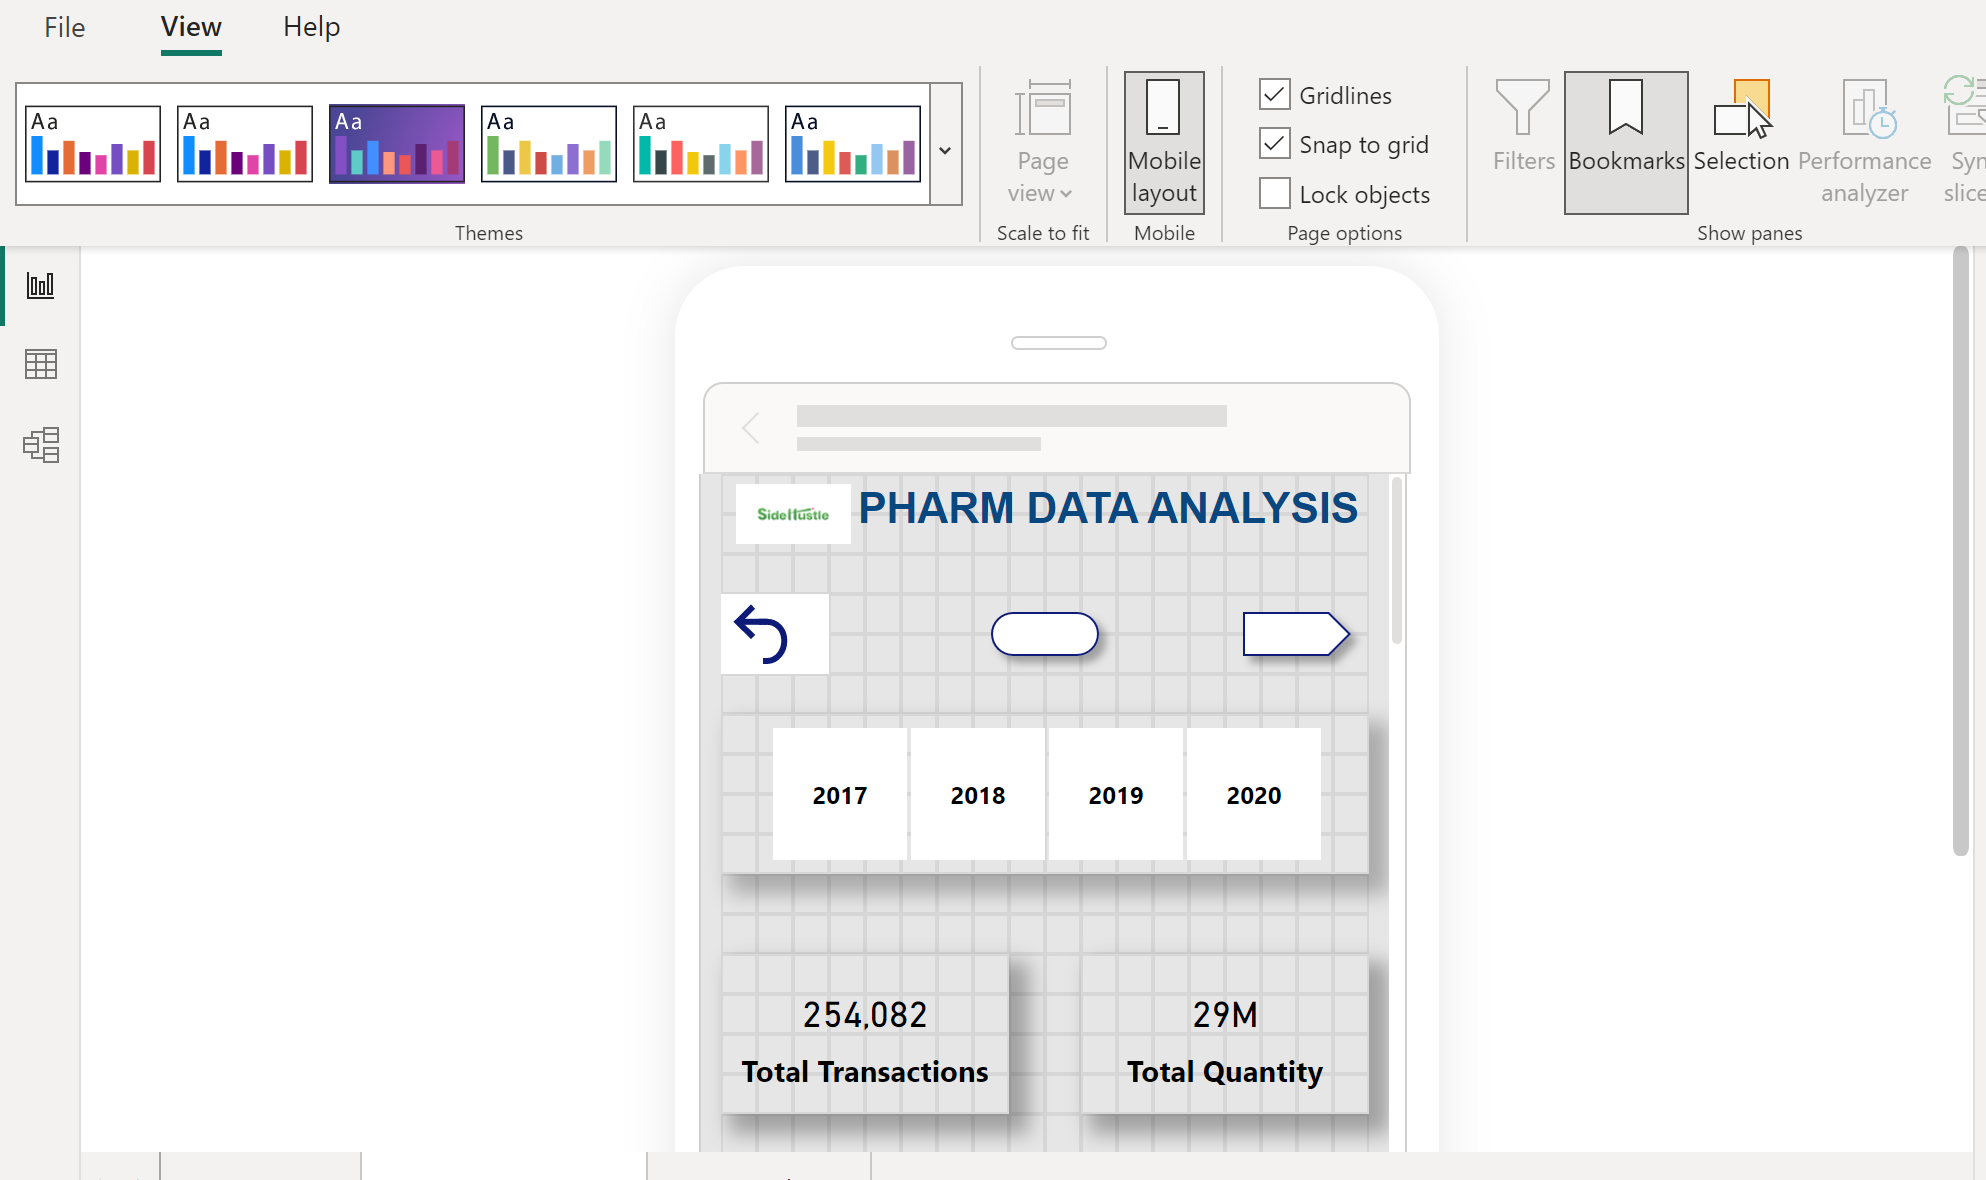 File View Help
Aa Aa Aa Aa Aa Aa
Page view
Scale to fit
Mobile layout
Mobile
Gridlines
Snap to grid
Lock objects
Page options
Filters
Bookmarks
Selection
Performance analyzer
Syn
slice
Show panes
Themes
SideHustle
PHARM DATA ANALYSIS
2017 2018 2019 2020
254,082
Total Transactions
29M
Total Quantity